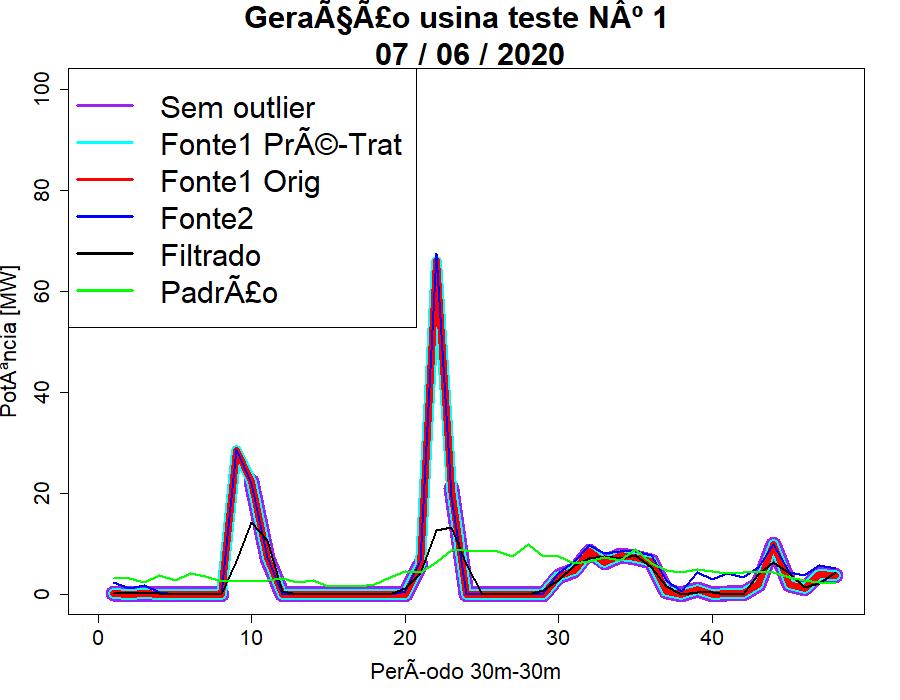 GeraÃ§Ã£o usina teste NÂº 1
07 / 06 / 2020
Sem outlier
Fonte1 PrÃ©-Trat
Fonte1 Orig
Fonte2
Filtrado
PadrÃ£o
PotÃªncia [MW]
100
80
60
40
20
0
0 10 20 30 40
PerÃ-odo 30m-30m